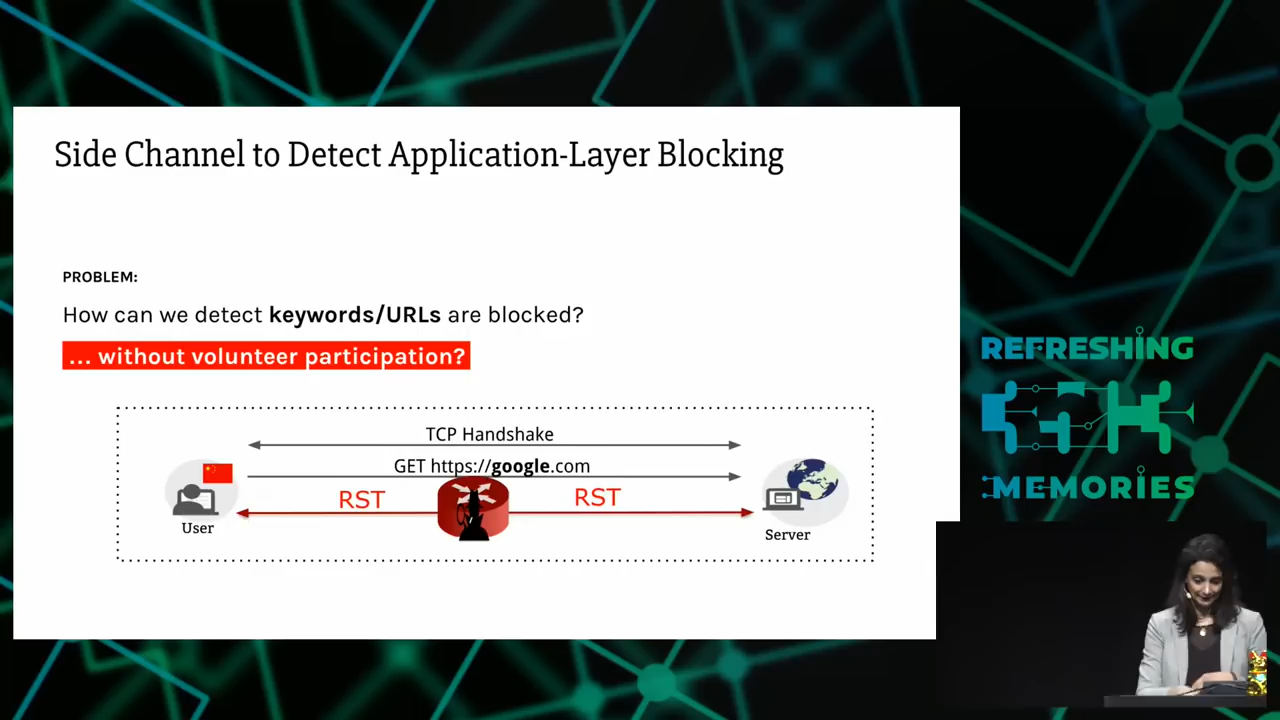 Side Channel to Detect Application-Layer Blocking
PROBLEM:
How can we detect keywords/URLs are blocked?
... without volunteer participation?
TCP Handshake
GET https://google.com
RST
RST
User
Server
REFRESHING
35C3
MEMORIES